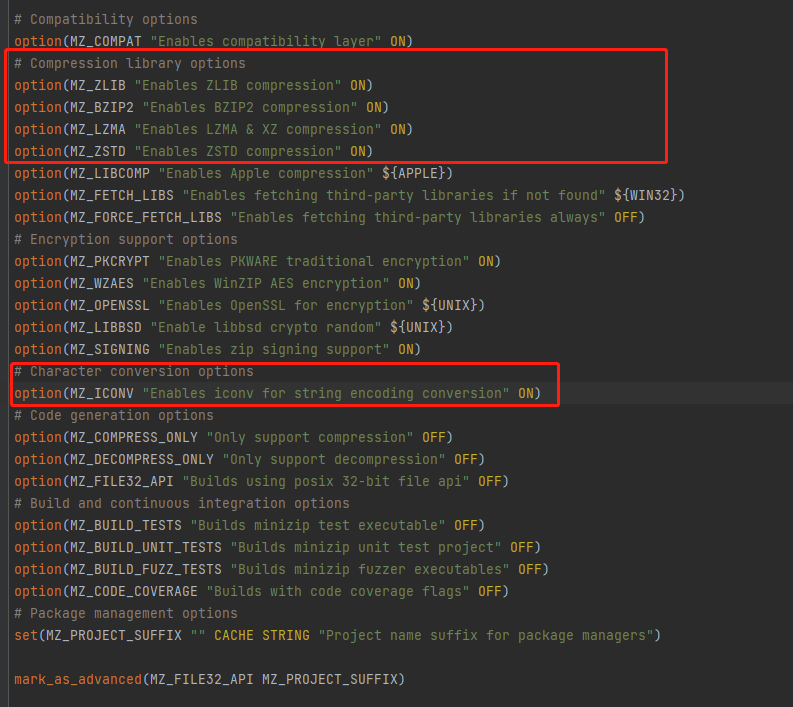 # Compatibility options
option(MZ_COMPAT "Enables compatibility layer" ON)
# Compression library options
option(MZ_ZLIB "Enables ZLIB compression" ON)
option(MZ_BZIP2 "Enables BZIP2 compression" ON)
option(MZ_LZMA "Enables LZMA & XZ compression" ON)
option(MZ_ZSTD "Enables ZSTD compression" ON)
option(MZ_LIBCOMP "Enables Apple compression" ${APPLE})
option(MZ_FETCH_LIBS "Enables fetching third-party libraries if not found" ${WIN32})
option(MZ_FORCE_FETCH_LIBS "Enables fetching third-party libraries always" OFF)
# Encryption support options
option(MZ_PKCRYPT "Enables PKWARE traditional encryption" ON)
option(MZ_WZAES "Enables WinZIP AES encryption" ON)
option(MZ_OPENSSL "Enables OpenSSL for encryption" ${UNIX})
option(MZ_LIBBSD "Enable libbsd crypto random" ${UNIX})
option(MZ_SIGNING "Enables zip signing support" ON)
# Character conversion options
option(MZ_ICONV "Enables iconv for string encoding conversion" ON)
# Code generation options
option(MZ_COMPRESS_ONLY "Only support compression" OFF)
option(MZ_DECOMPRESS_ONLY "Only support decompression" OFF)
option(MZ_FILE32_API "Builds using posix 32-bit file api" OFF)
# Build and continuous integration options
option(MZ_BUILD_TESTS "Builds minizip test executable" OFF)
option(MZ_BUILD_UNIT_TESTS "Builds minizip unit test project" OFF)
option(MZ_BUILD_FUZZ_TESTS "Builds minizip fuzzer executables" OFF)
option(MZ_CODE_COVERAGE "Builds with code coverage flags" OFF)
# Package management options
set(MZ_PROJECT_SUFFIX "" CACHE STRING "Project name suffix for package managers")
mark_as_advanced(MZ_FILE32_API MZ_PROJECT_SUFFIX)